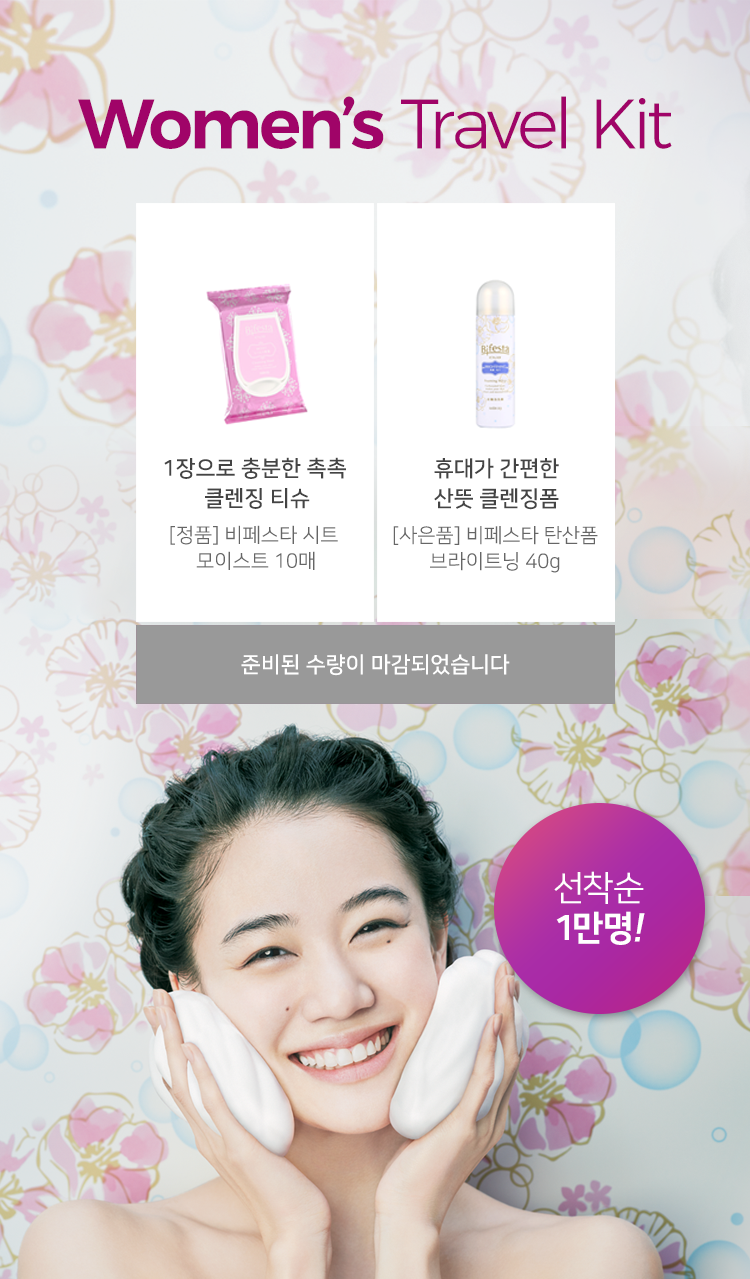 Women's Travel Kit
1장으로 충분한 촉촉
클렌징 티슈
[정품] 비페스타 시트
모이스트 10매
Bifesta
휴대가 간편한
산뜻 클렌징폼
[사은품] 비페스타 탄산폼
브라이트닝 40g
준비된 수량이 마감되었습니다
선착순
1만명!